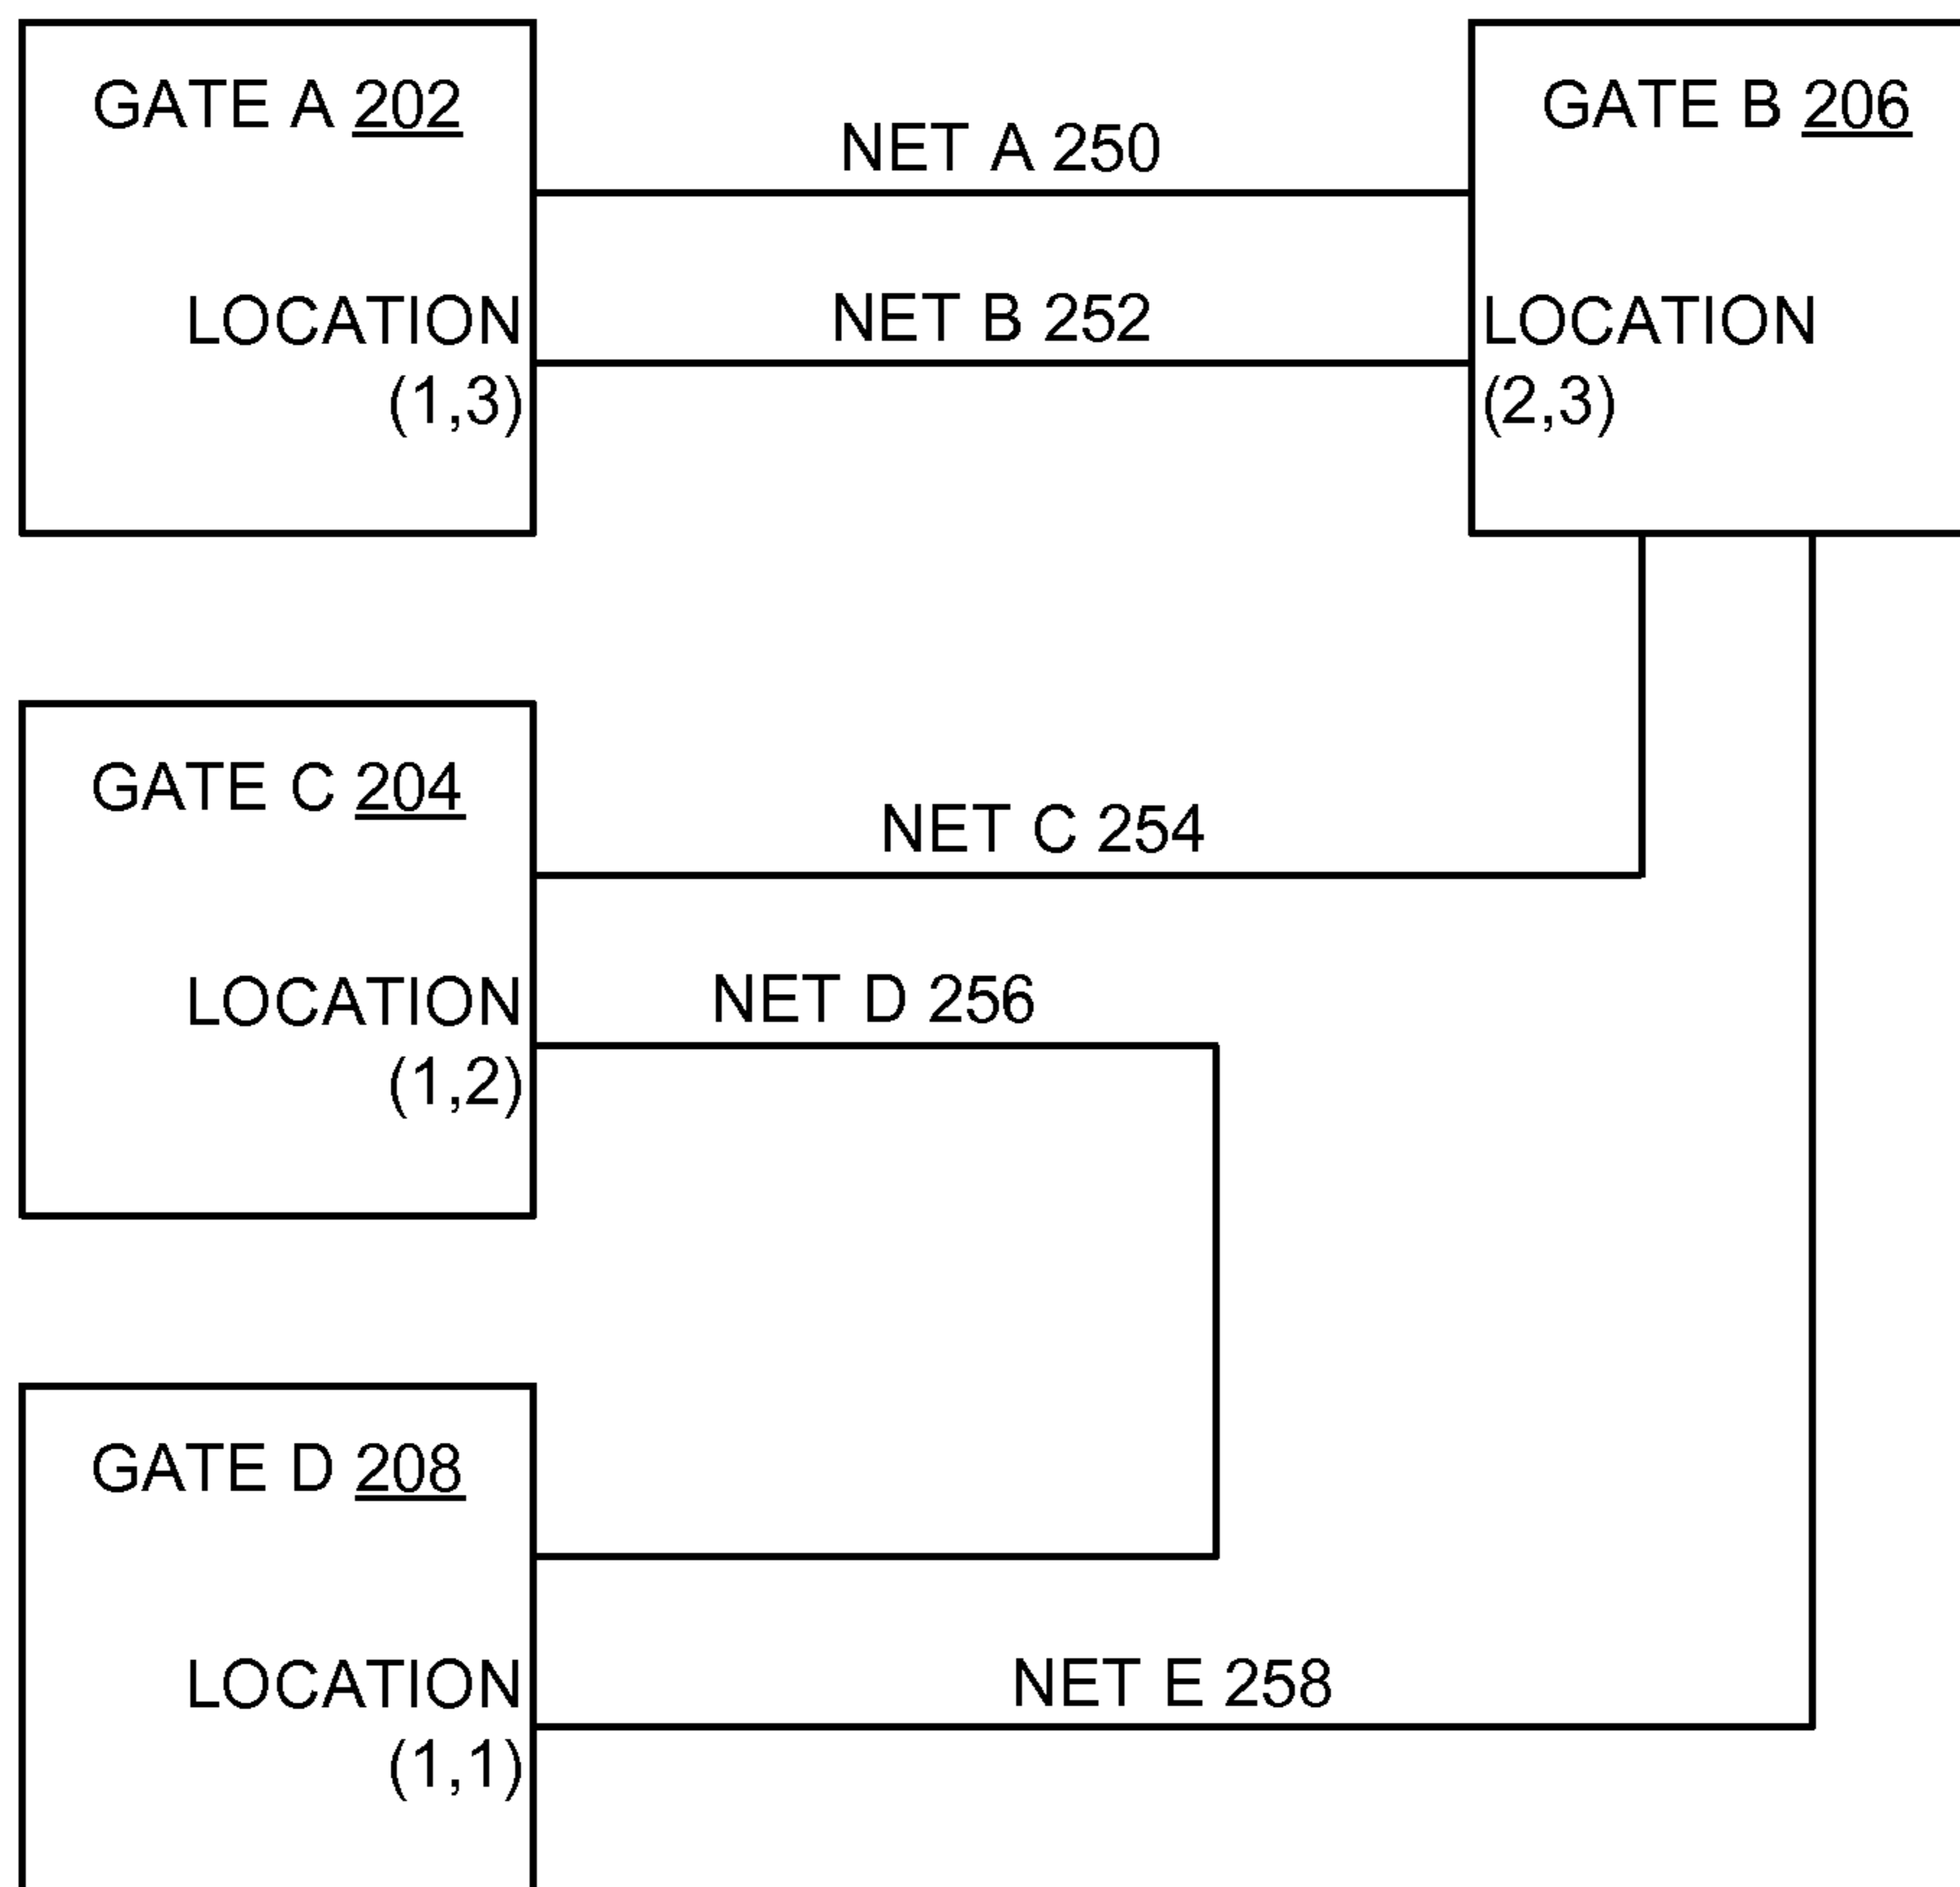 GATE A 202
NET A 250
GATE B 206
LOCATION
(1,3)
NET B 252
LOCATION
(2,3)
GATE C 204
NET C 254
LOCATION
(1,2)
NET D 256
GATE D 208
LOCATION
(1,1)
NET E 258